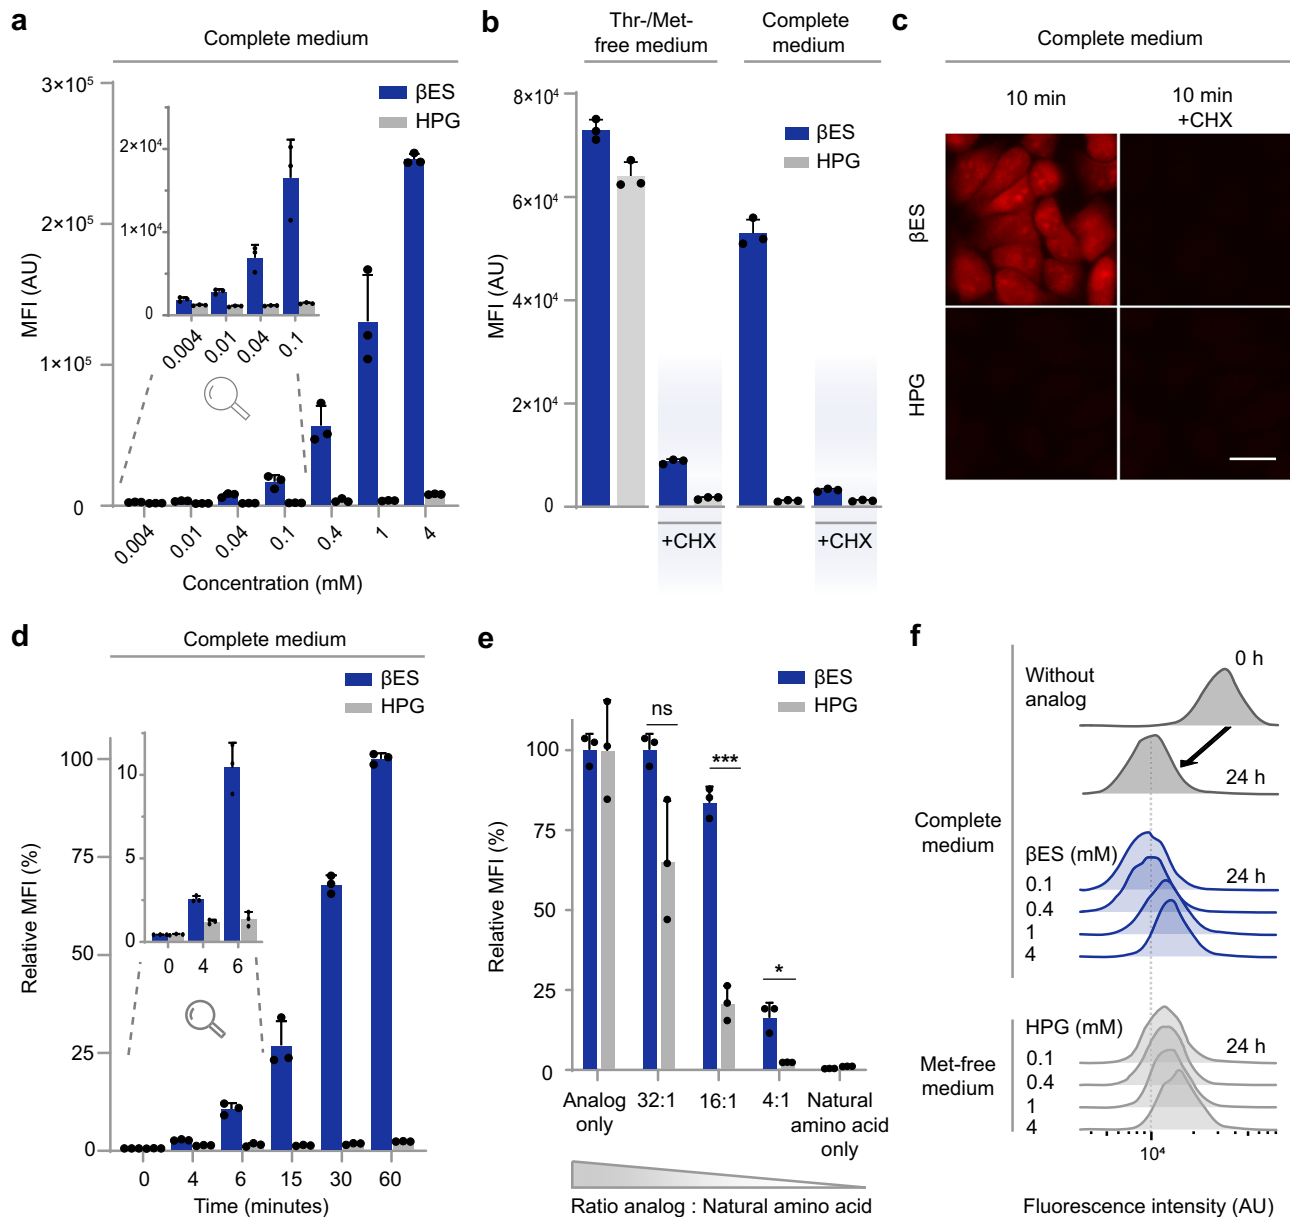 a
Complete medium
3×10⁵
2×10⁵
1×10⁵
0
MFI (AU)
βES
HPG
2×10⁴
1×10⁴
0
0.004
0.01
0.04
0.1
0.004
0.01
0.04
0.1
0.4
1
4
Concentration (mM)
b
Thr-/Met-
free medium
Complete
medium
8×10⁴
6×10⁴
4×10⁴
2×10⁴
0
MFI (AU)
βES
HPG
+CHX
+CHX
c
Complete medium
10 min
10 min
+CHX
βES
HPG
d
Complete medium
βES
HPG
100
75
50
25
0
Relative MFI (%)
10
5
0
0
4
6
0
4
6
15
30
60
Time (minutes)
e
βES
HPG
100
75
50
25
0
Relative MFI (%)
ns
***
*
Analog
only
32:1
16:1
4:1
Natural
amino acid
only
Ratio analog : Natural amino acid
f
Without
analog
0 h
24 h
Complete
medium
βES (mM)
24 h
0.1
0.4
1
4
Met-free
medium
HPG (mM)
24 h
0.1
0.4
1
4
10⁴
Fluorescence intensity (AU)